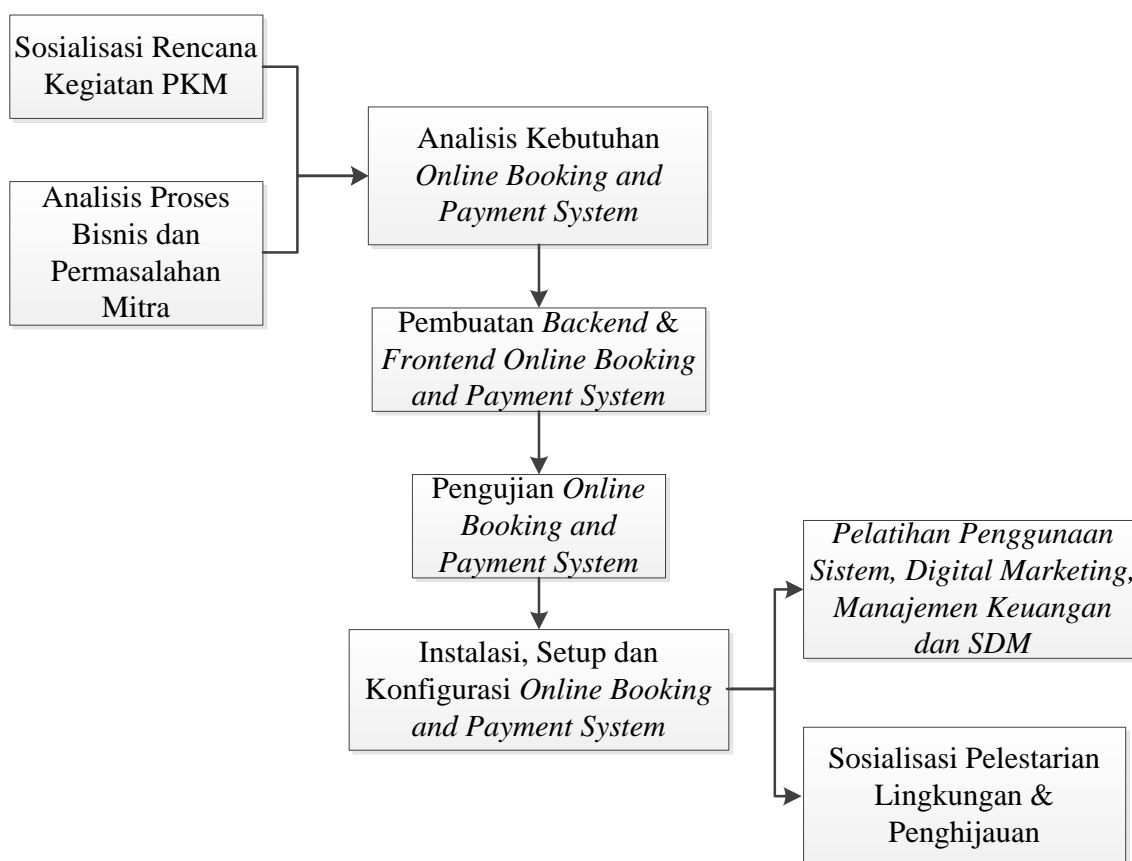 Sosialisasi Rencana
Kegiatan PKM
Analisis Proses
Bisnis dan
Permasalahan
Mitra
Analisis Kebutuhan
Online Booking and
Payment System
Pembuatan Backend &
Frontend Online Booking
and Payment System
Pengujian Online
Booking and
Payment System
Instalasi, Setup dan
Konfigurasi Online Booking
and Payment System
Pelatihan Penggunaan
Sistem, Digital Marketing,
Manajemen Keuangan
dan SDM
Sosialisasi Pelestarian
Lingkungan &
Penghijauan